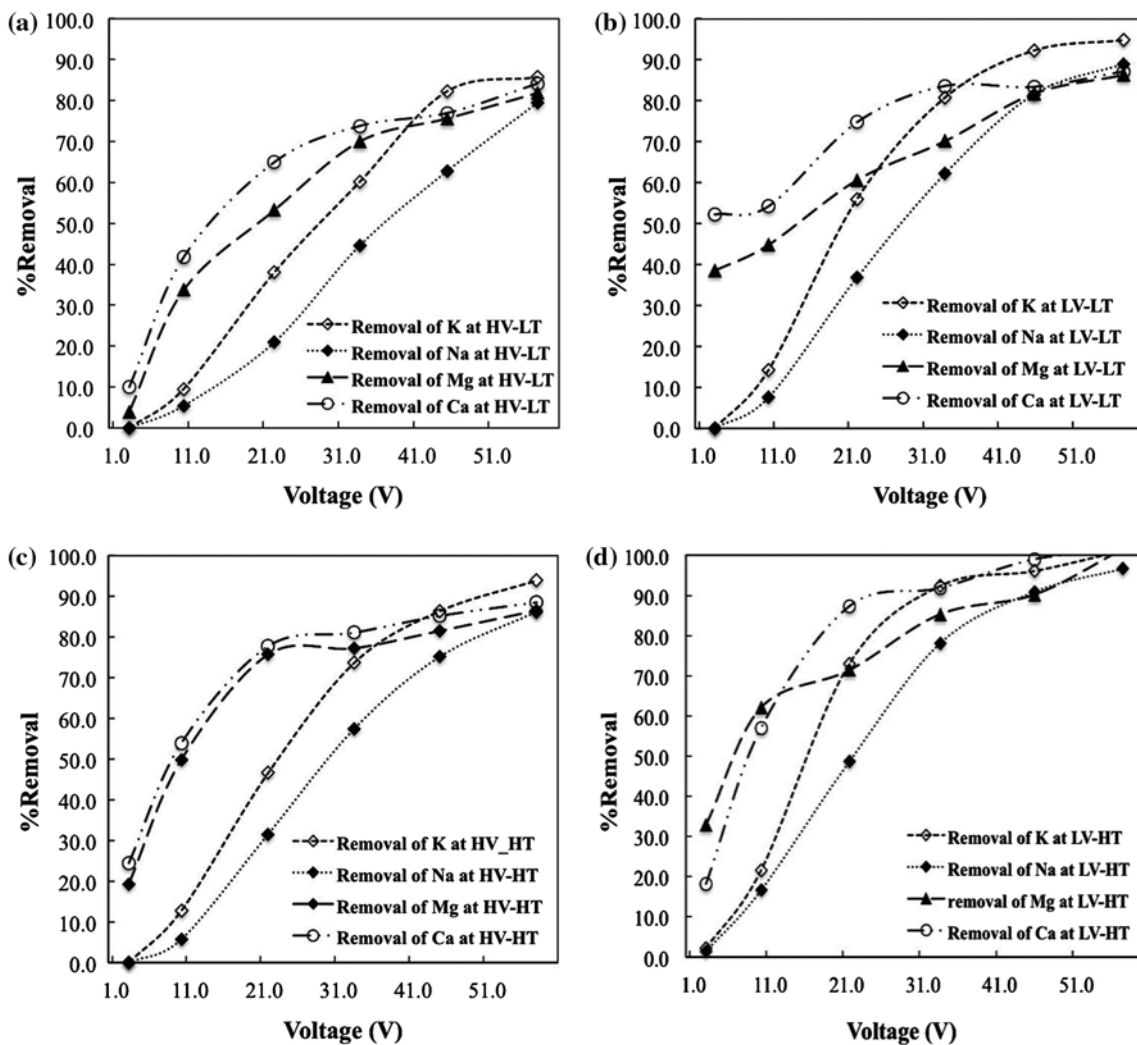 (a)
100.0
90.0
80.0
70.0
60.0
50.0
40.0
30.0
20.0
10.0
0.0
%Removal
Removal of K at HV-LT
Removal of Na at HV-LT
Removal of Mg at HV-LT
Removal of Ca at HV-LT
1.0 11.0 21.0 31.0 41.0 51.0
Voltage (V)
(b)
100.0
90.0
80.0
70.0
60.0
50.0
40.0
30.0
20.0
10.0
0.0
%Removal
Removal of K at LV-LT
Removal of Na at LV-LT
Removal of Mg at LV-LT
Removal of Ca at LV-LT
1.0 11.0 21.0 31.0 41.0 51.0
Voltage (V)
(c)
100.0
90.0
80.0
70.0
60.0
50.0
40.0
30.0
20.0
10.0
0.0
%Removal
Removal of K at HV_HT
Removal of Na at HV-HT
Removal of Mg at HV-HT
Removal of Ca at HV-HT
1.0 11.0 21.0 31.0 41.0 51.0
Voltage (V)
(d)
100.0
90.0
80.0
70.0
60.0
50.0
40.0
30.0
20.0
10.0
0.0
%Removal
Removal of K at LV-HT
Removal of Na at LV-HT
removal of Mg at LV-HT
Removal of Ca at LV-HT
1.0 11.0 21.0 31.0 41.0 51.0
Voltage (V)